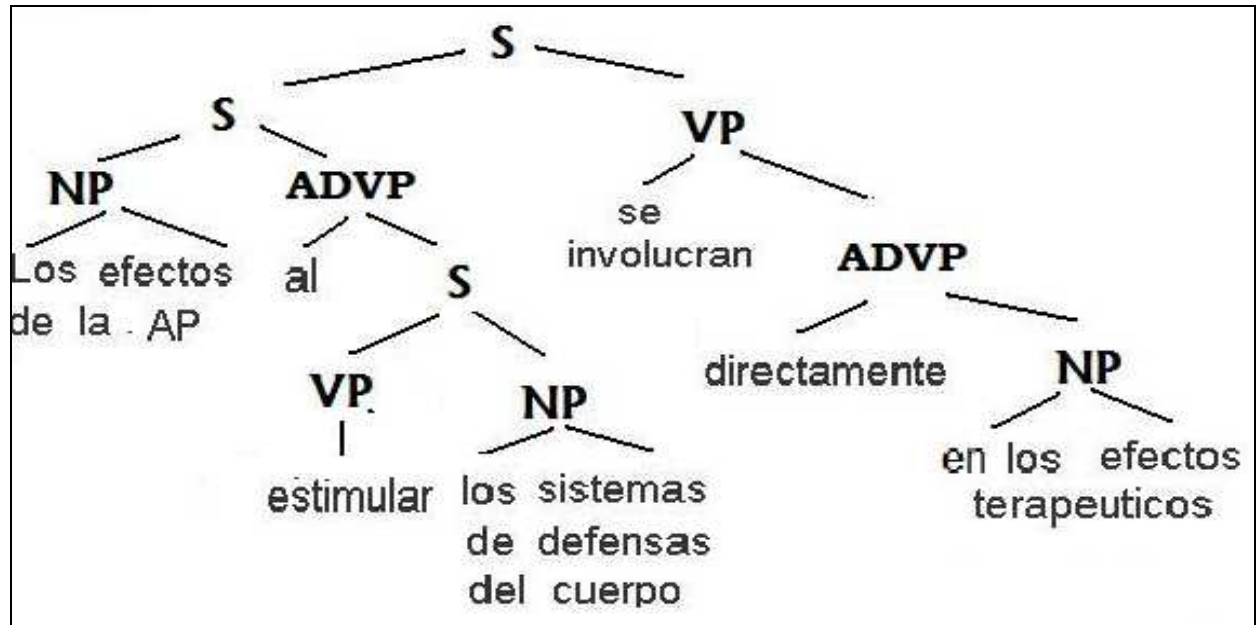 S
S
VP
NP
ADVP
se
involucran
ADVP
Los efectos
de la . AP
al
S
directamente
NP
VP
NP
en los efectos
terapeuticos
estimular
los sistemas
de defensas
del cuerpo